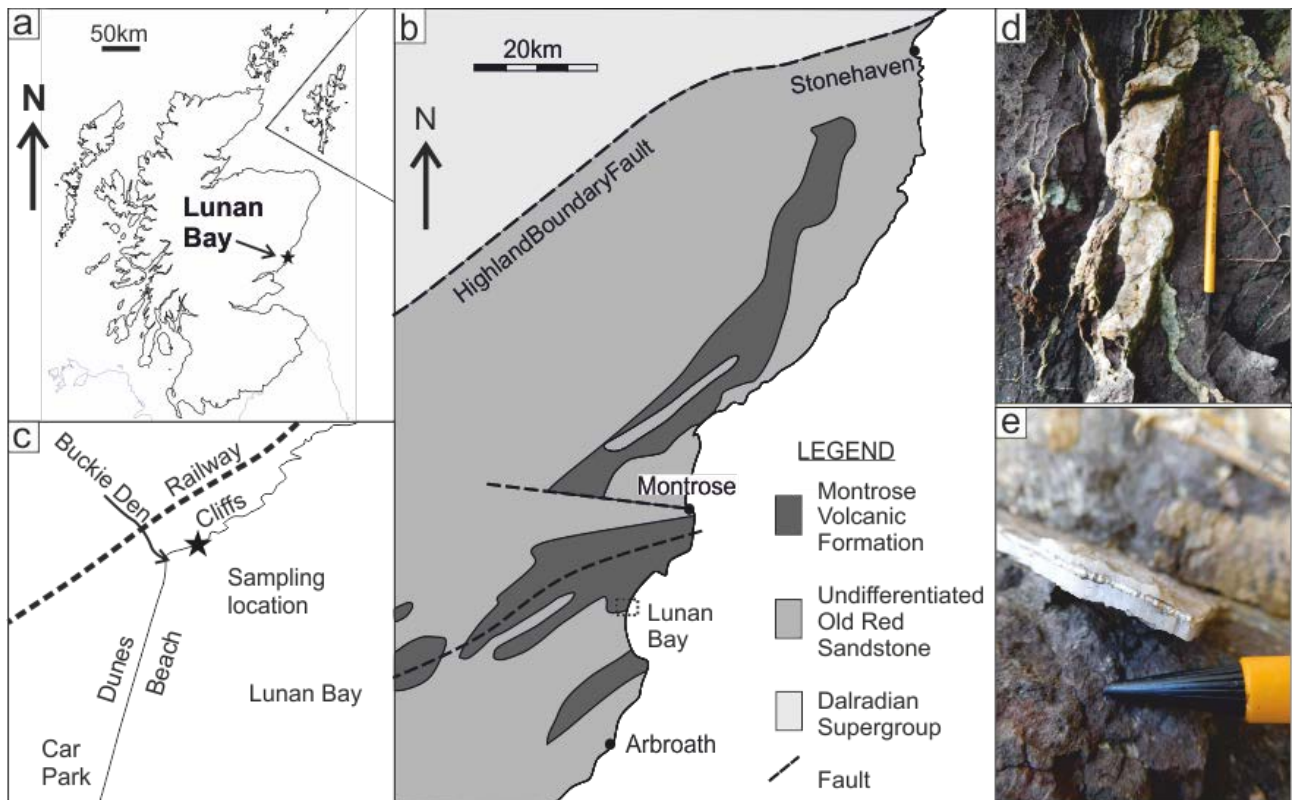 a
50km
N
Lunan
Bay
b
20km
N
Stonehaven
HighlandBoundaryFault
Montrose
Lunan
Bay
Arbroath
LEGEND
Montrose
Volcanic
Formation
Undifferentiated
Old Red
Sandstone
Dalradian
Supergroup
Fault
c
Buckie Den
Railway
Cliffs
Sampling
location
Dunes
Beach
Lunan Bay
Car
Park
d
e